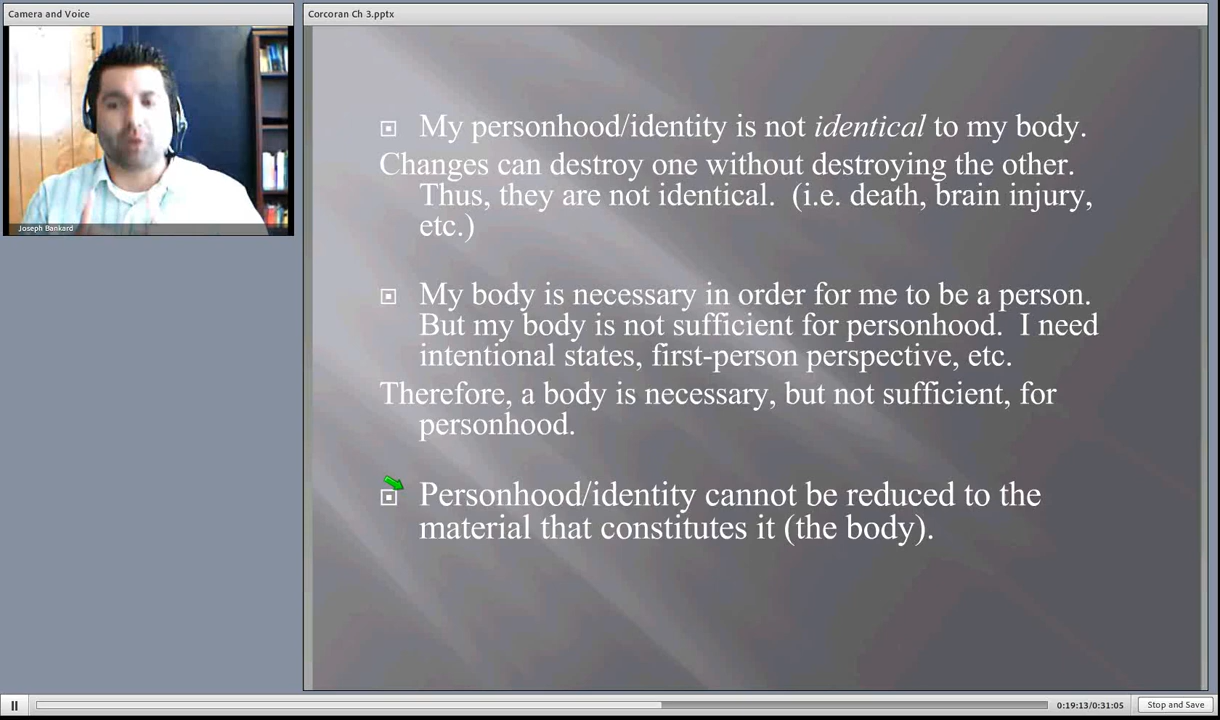 Camera and Voice
Corcoran Ch 3.pptx
Joseph Bankard
My personhood/identity is not identical to my body.
Changes can destroy one without destroying the other.
Thus, they are not identical. (i.e. death, brain injury,
etc.)
My body is necessary in order for me to be a person.
But my body is not sufficient for personhood. I need
intentional states, first-person perspective, etc.
Therefore, a body is necessary, but not sufficient, for
personhood.
Personhood/identity cannot be reduced to the
material that constitutes it (the body).
0:19:13/0:31:05
Stop and Save